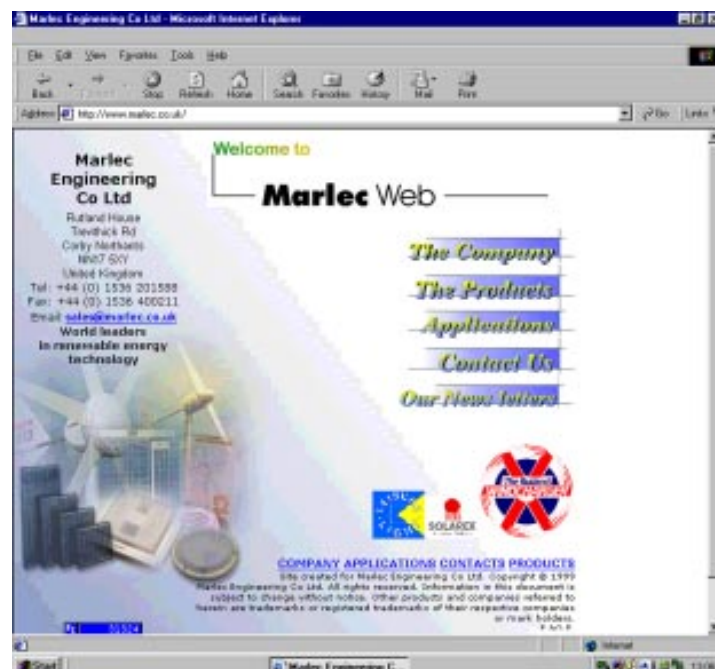 Marlec Engineering Co Ltd - Microsoft Internet Explorer
File Edit View Favorites Tools Help
Back Stop Refresh Home Search Favorites History Mail Print
Address http://www.marlec.co.uk/ Go Links
Marlec
Engineering
Co Ltd
Rutland House
Trevithick Rd
Corby Northants
NN17 5XY
United Kingdom
Tel: +44 (0) 1536 201588
Fax: +44 (0) 1536 400211
Email sales@marlec.co.uk
World leaders
in renewable energy
technology
Welcome to
Marlec Web
The Company
The Products
Applications
Contact Us
Our News letters
SOLAREX
COMPANY APPLICATIONS CONTACTS PRODUCTS
Site created for Marlec Engineering Co Ltd. Copyright © 1999
Marlec Engineering Co Ltd. All rights reserved. Information in this document is
subject to change without notice. Other products and companies referred to
herein are trademarks or registered trademarks of their respective companies
or mark holders.
Internet
Start Marlec Engineering C...